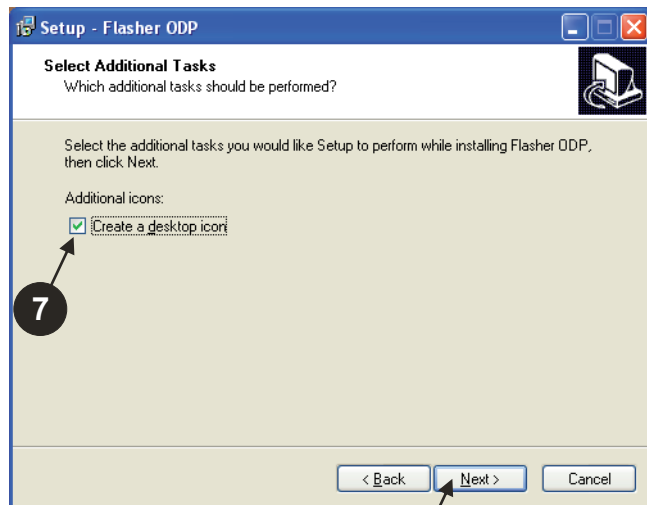 Setup - Flasher ODP
Select Additional Tasks
Which additional tasks should be performed?
Select the additional tasks you would like Setup to perform while installing Flasher ODP,
then click Next.
Additional icons:
Create a desktop icon
7
< Back
Next >
Cancel